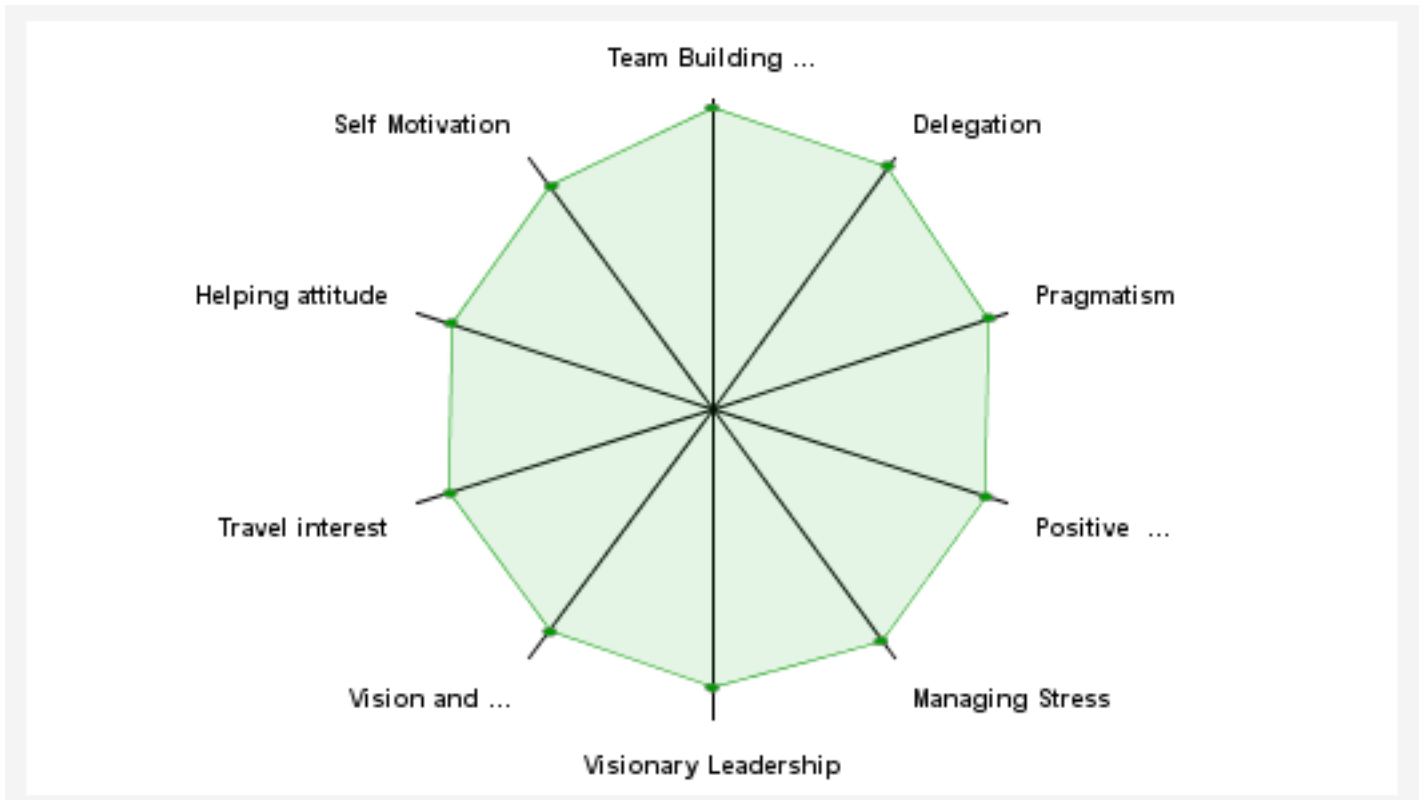 Team Building ...
Self Motivation
Delegation
Helping attitude
Pragmatism
Travel interest
Positive ...
Vision and ...
Managing Stress
Visionary Leadership